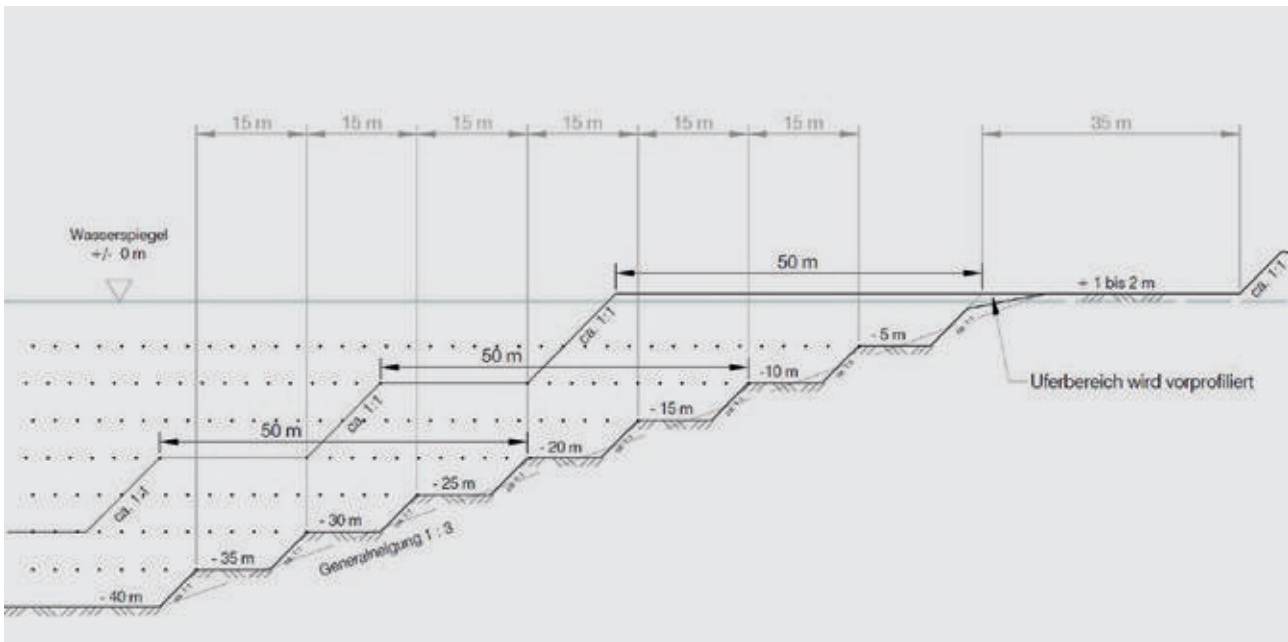 15 m 15 m 15 m 15 m 15 m 15 m 35 m
Wasserspiegel
+/- 0 m
50 m
ca. 1:1
+ 1 bis 2 m
ca. 1:1
50 m
- 5 m
Uferbereich wird vorprofiliert
ca. 1:1
-10 m
50 m
- 15 m
ca. 1:1
- 20 m
- 25 m
- 30 m
Generalneigung 1 : 3
- 35 m
- 40 m